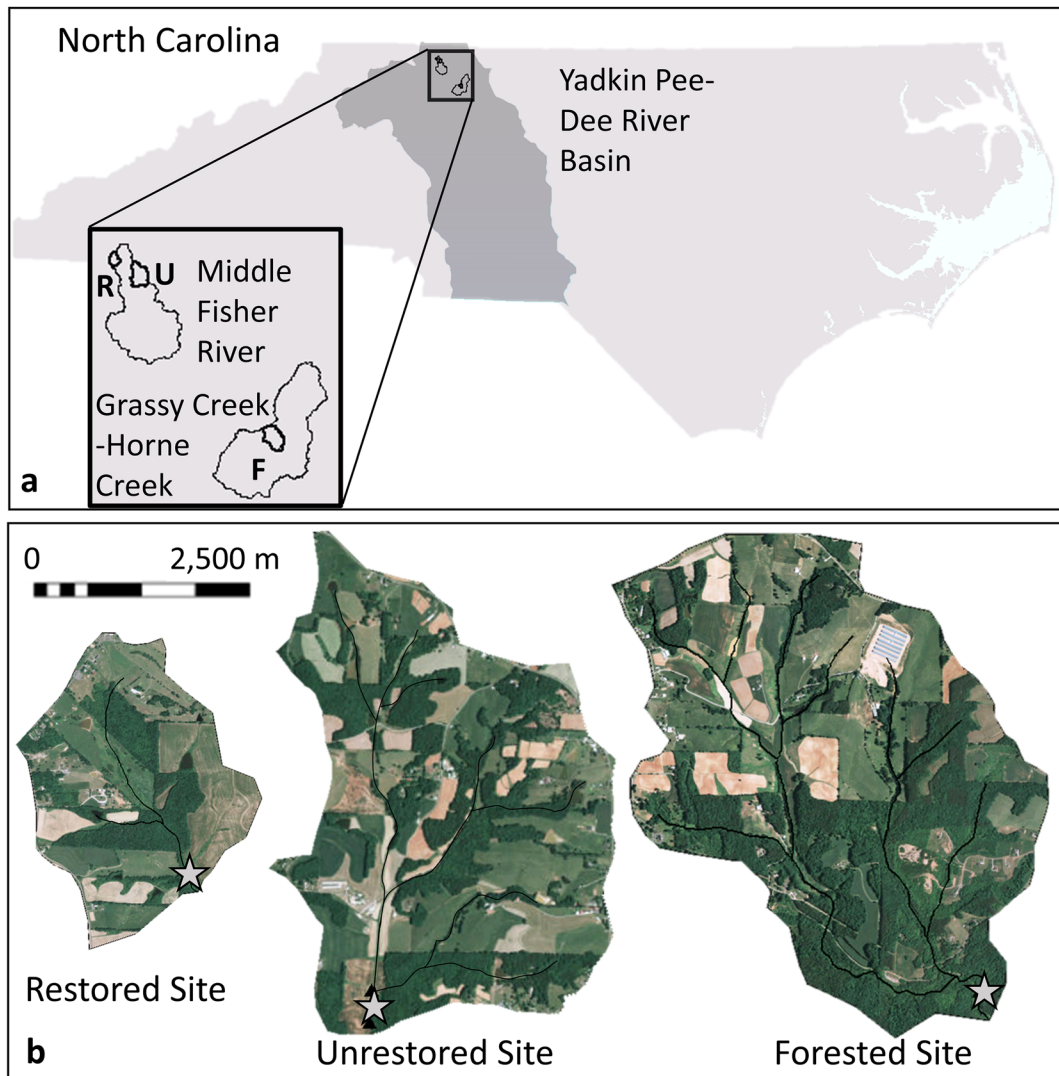 North Carolina
Yadkin Pee-
Dee River
Basin
R
U
Middle
Fisher
River
Grassy Creek
-Horne
Creek
F
a
0
2,500 m
Restored Site
Unrestored Site
Forested Site
b